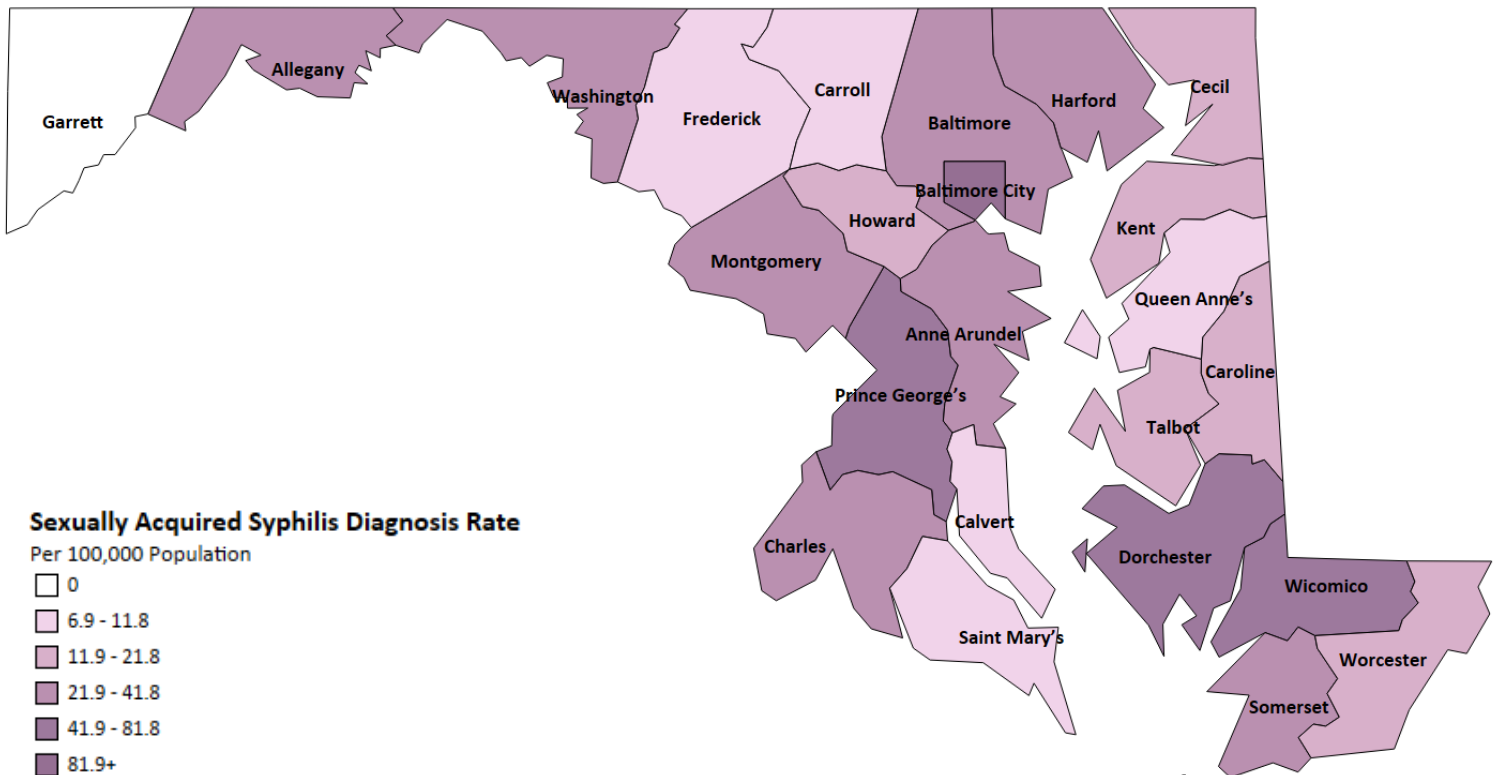 Allegany
Washington
Garrett
Frederick
Carroll
Baltimore
Harford
Cecil
Baltimore City
Howard
Kent
Montgomery
Queen Anne’s
Anne Arundel
Caroline
Prince George’s
Talbot
Calvert
Charles
Dorchester
Wicomico
Saint Mary’s
Worcester
Somerset
Sexually Acquired Syphilis Diagnosis Rate
Per 100,000 Population
0
6.9 - 11.8
11.9 - 21.8
21.9 - 41.8
41.9 - 81.8
81.9+